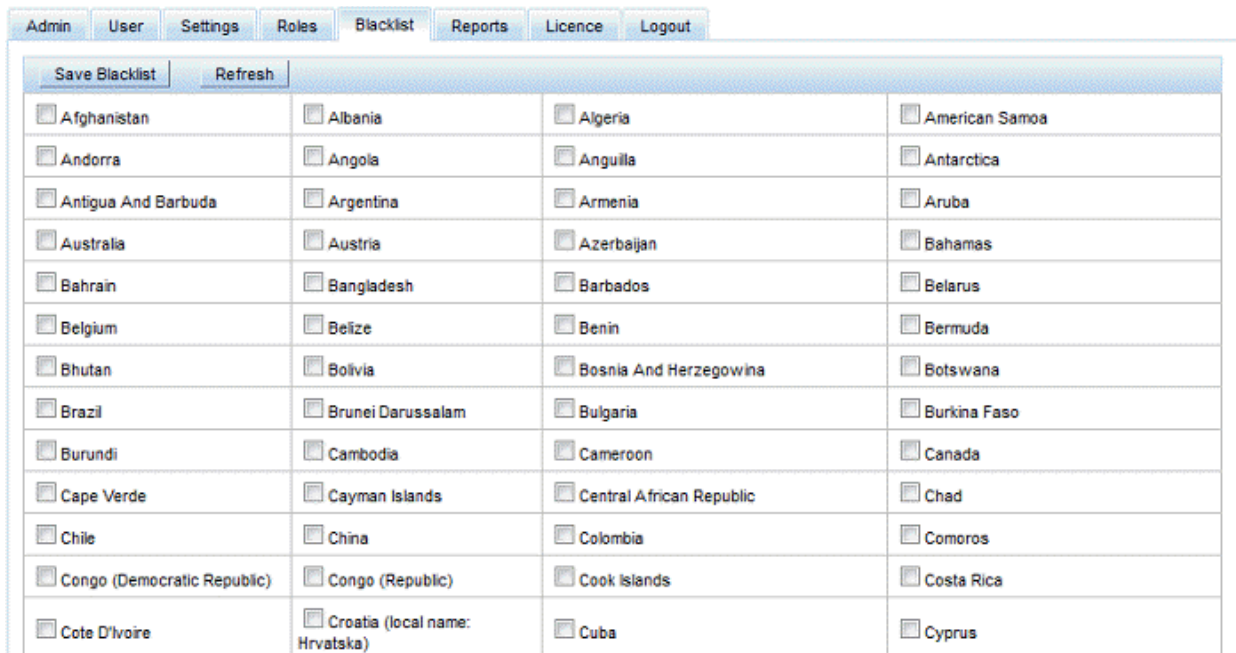 Admin User Settings Roles Blacklist Reports Licence Logout
Save Blacklist Refresh
Afghanistan Albania Algeria American Samoa
Andorra Angola Anguilla Antarctica
Antigua And Barbuda Argentina Armenia Aruba
Australia Austria Azerbaijan Bahamas
Bahrain Bangladesh Barbados Belarus
Belgium Belize Benin Bermuda
Bhutan Bolivia Bosnia And Herzegowina Botswana
Brazil Brunei Darussalam Bulgaria Burkina Faso
Burundi Cambodia Cameroon Canada
Cape Verde Cayman Islands Central African Republic Chad
Chile China Colombia Comoros
Congo (Democratic Republic) Congo (Republic) Cook Islands Costa Rica
Cote D'Ivoire Croatia (local name: Cuba Cyprus
Hrvatska)